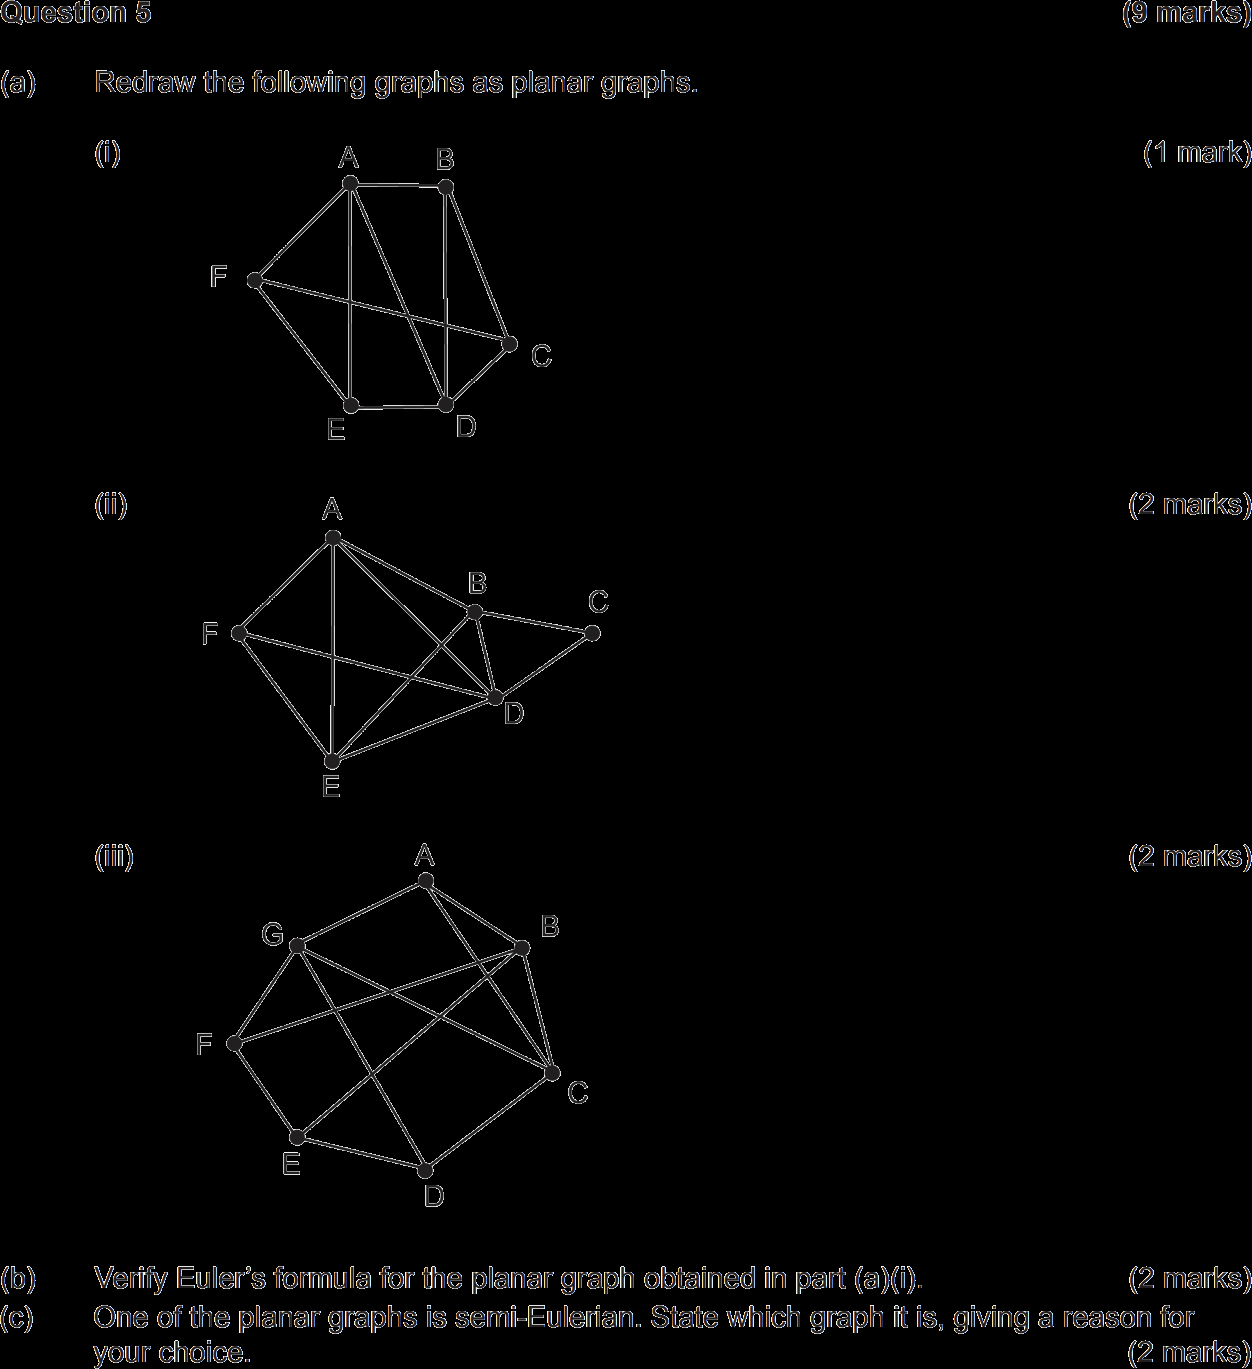 Question 5 (9 marks)
(a) Redraw the following graphs as planar graphs.
(i) (1 mark)
A B
F
C
E D
(ii) (2 marks)
A
B
C
F
D
E
(iii) (2 marks)
A
B
G
F
C
E
D
(b) Verify Euler's formula for the planar graph obtained in part (a)(i). (2 marks)
(c) One of the planar graphs is semi-Eulerian. State which graph it is, giving a reason for
your choice. (2 marks)